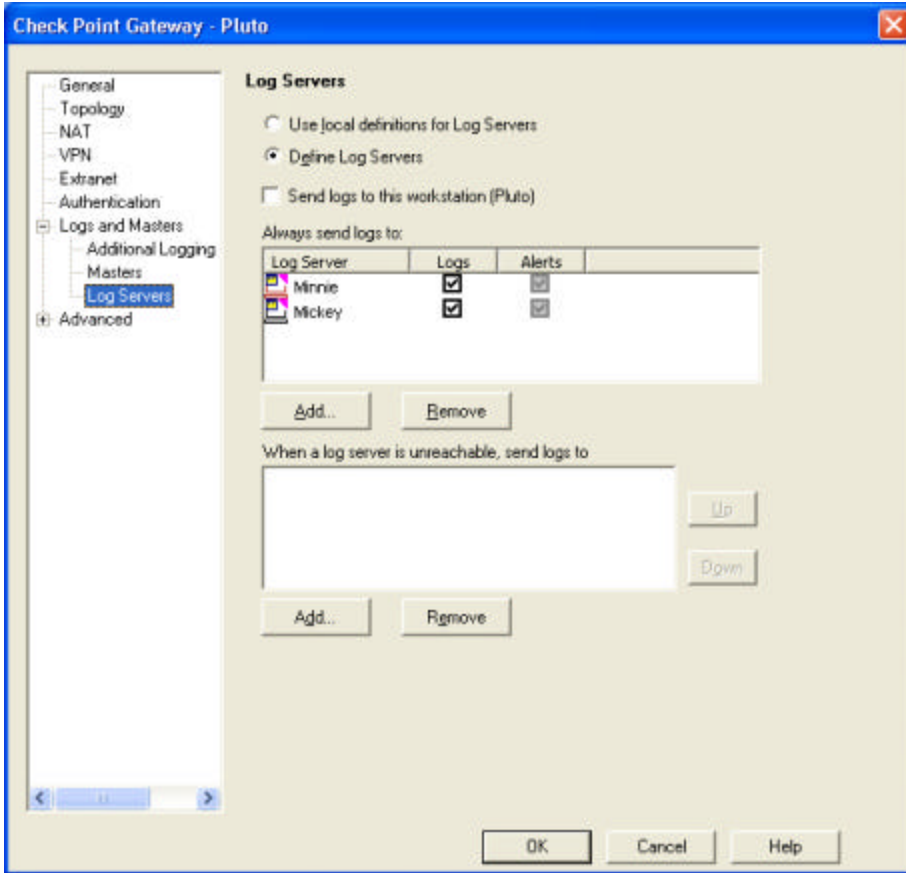 Check Point Gateway - Pluto
General
Topology
NAT
VPN
Extranet
Authentication
Logs and Masters
Additional Logging
Masters
Log Servers
Advanced
Log Servers
Use local definitions for Log Servers
Define Log Servers
Send logs to this workstation (Pluto)
Always send logs to:
Log Server Logs Alerts
Minnie
Mickey
Add... Remove
When a log server is unreachable, send logs to
Up
Down
Add... Remove
OK Cancel Help